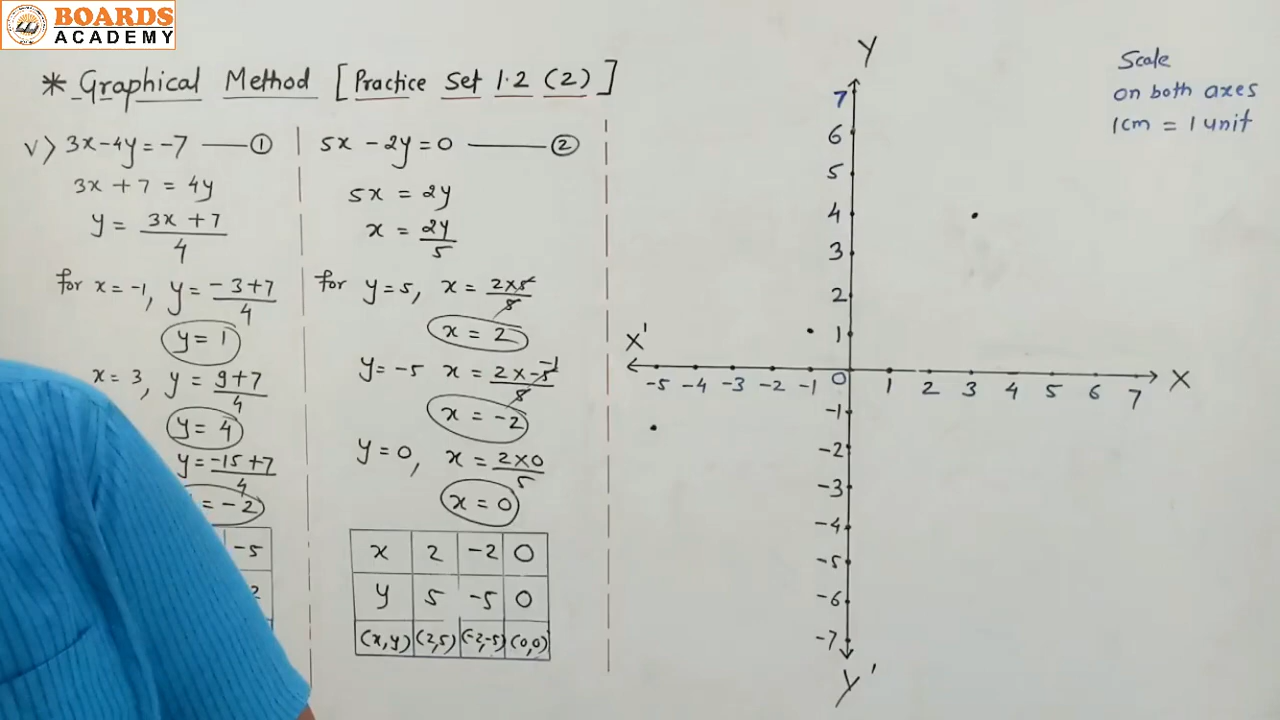 BOARDS
ACADEMY
* Graphical Method [Practice Set 1.2 (2)]
v) 3x - 4y = -7 —— ①
3x + 7 = 4y
y = 3x + 7 / 4
for x = -1, y = -3+7 / 4
y = 1
x = 3, y = 9+7 / 4
y = 4
y = -15+7 / 4
= -2
-5
2
5x - 2y = 0 —— ②
5x = 2y
x = 2y / 5
for y = 5, x = 2×5 / 5
x = 2
y = -5 x = 2×-5 / 5 -1
x = -2
y = 0, x = 2×0 / 5
x = 0
x 2 -2 0
y 5 -5 0
(x,y) (2,5) (-2,-5) (0,0)
Scale
on both axes
1cm = 1 unit
Y
7
6
5
4
3
2
1
X'
-5 -4 -3 -2 -1 0 1 2 3 4 5 6 7 X
-1
-2
-3
-4
-5
-6
-7
Y'